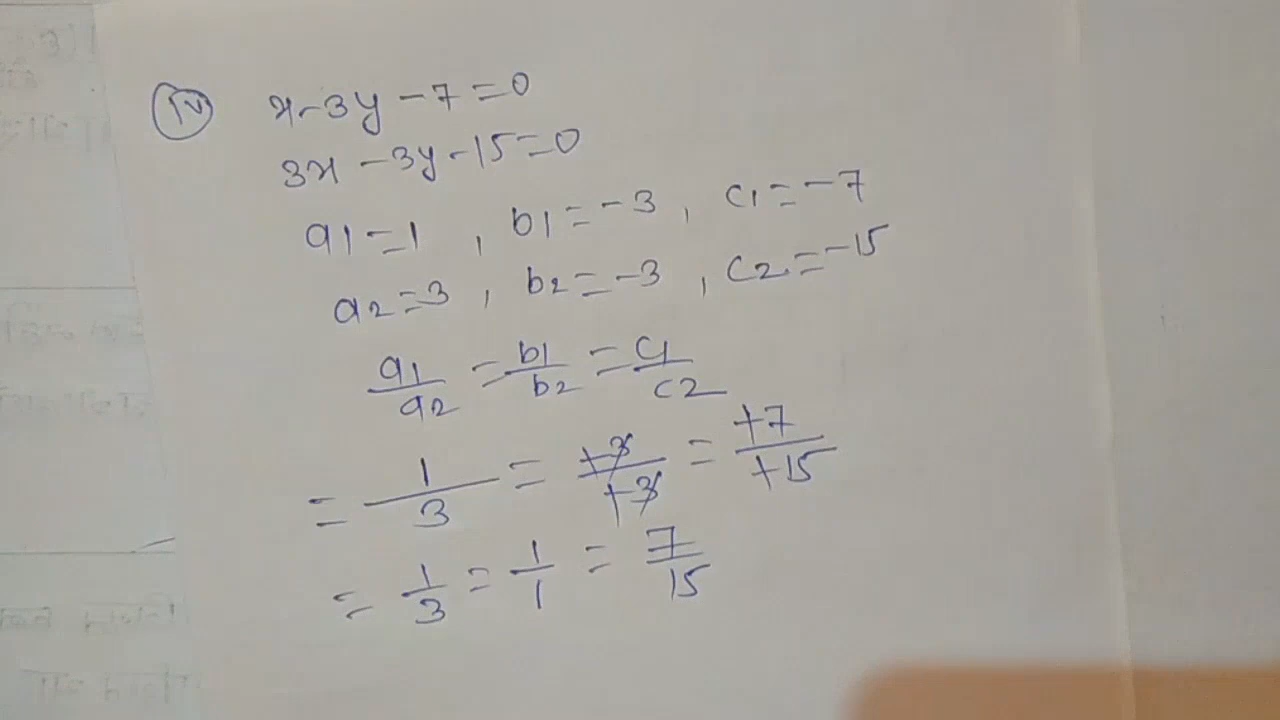 (iv) x-3y-7=0
3x-3y-15=0
a1=1, b1=-3, c1=-7
a2=3, b2=-3, c2=-15
a1/a2 = b1/b2 = c1/c2
= 1/3 = +3/+3 = +7/+15
= 1/3 = 1/1 = 7/15